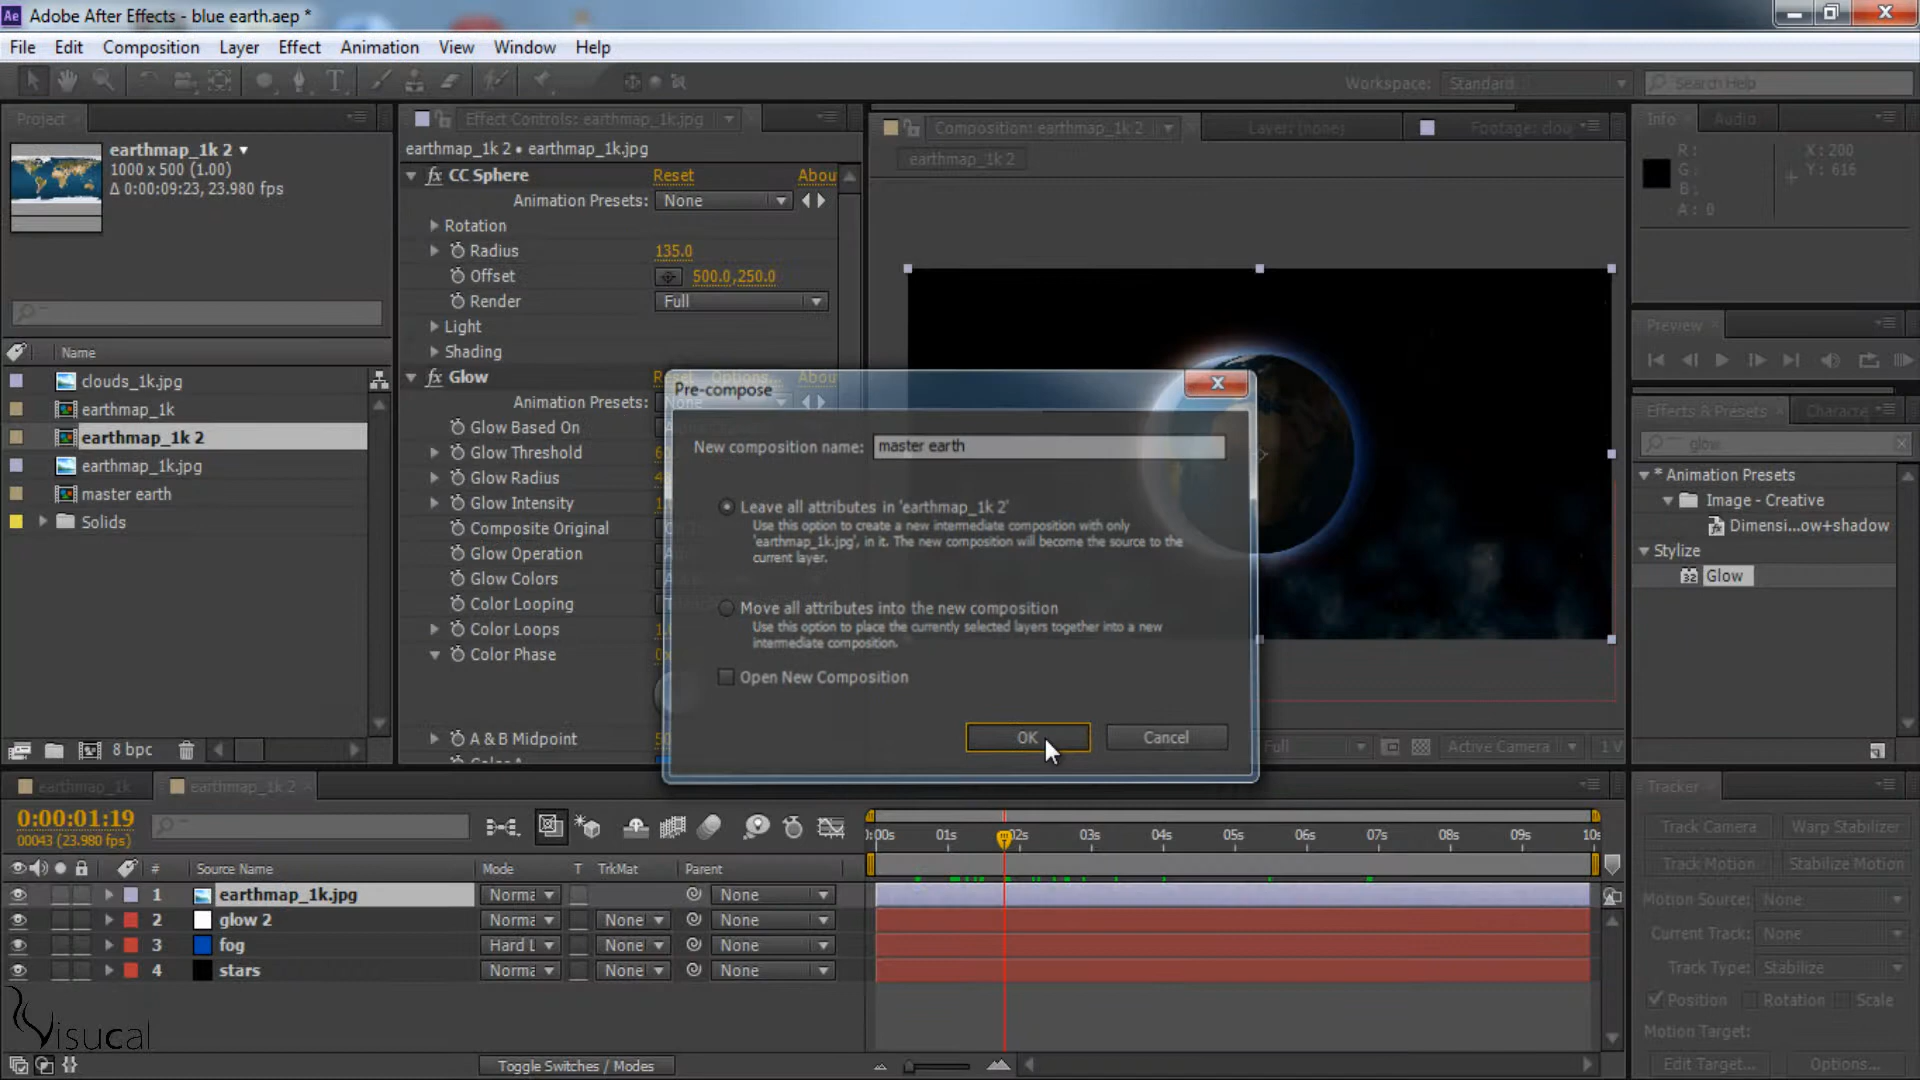 Ae Adobe After Effects - blue earth.aep *
File Edit Composition Layer Effect Animation View Window Help
Workspace: Standard Search Help
Project
earthmap_1k 2
1000 x 500 (1.00)
Δ 0:00:09:23, 23.980 fps
Name
clouds_1k.jpg
earthmap_1k
earthmap_1k 2
earthmap_1k.jpg
master earth
Solids
8 bpc
Effect Controls: earthmap_1k.jpg
earthmap_1k 2 • earthmap_1k.jpg
fx CC Sphere Reset Abou
Animation Presets: None
Rotation
Radius 135.0
Offset 500.0,250.0
Render Full
Light
Shading
fx Glow Reset Options... Abou
Animation Presets: None
Glow Based On
Glow Threshold
Glow Radius
Glow Intensity
Composite Original
Glow Operation
Glow Colors
Color Looping
Color Loops
Color Phase
A & B Midpoint
Composition: earthmap_1k 2 Layer: (none) Footage: clou
earthmap_1k 2
Full Active Camera 1 V
Pre-compose
New composition name: master earth
Leave all attributes in 'earthmap_1k 2'
Use this option to create a new intermediate composition with only
'earthmap_1k.jpg', in it. The new composition will become the source to the
current layer.
Move all attributes into the new composition
Use this option to place the currently selected layers together into a new
intermediate composition.
Open New Composition
OK Cancel
Info Audio
R: X: 200
G: Y: 616
B:
A: 0
Preview
Effects & Presets Characte
glow
* Animation Presets
Image - Creative
Dimensi...ow+shadow
Stylize
32 Glow
earthmap_1k earthmap_1k 2
0:00:01:19
00043 (23.980 fps)
):00s 01s 02s 03s 04s 05s 06s 07s 08s 09s 10s
# Source Name Mode T TrkMat Parent
1 earthmap_1k.jpg Norma None
2 glow 2 Norma None None
3 fog Hard L None None
4 stars Norma None None
Toggle Switches / Modes
Visucal
Tracker
Track Camera Warp Stabilizer
Track Motion Stabilize Motion
Motion Source: None
Current Track: None
Track Type: Stabilize
Position Rotation Scale
Motion Target:
Edit Target... Options...